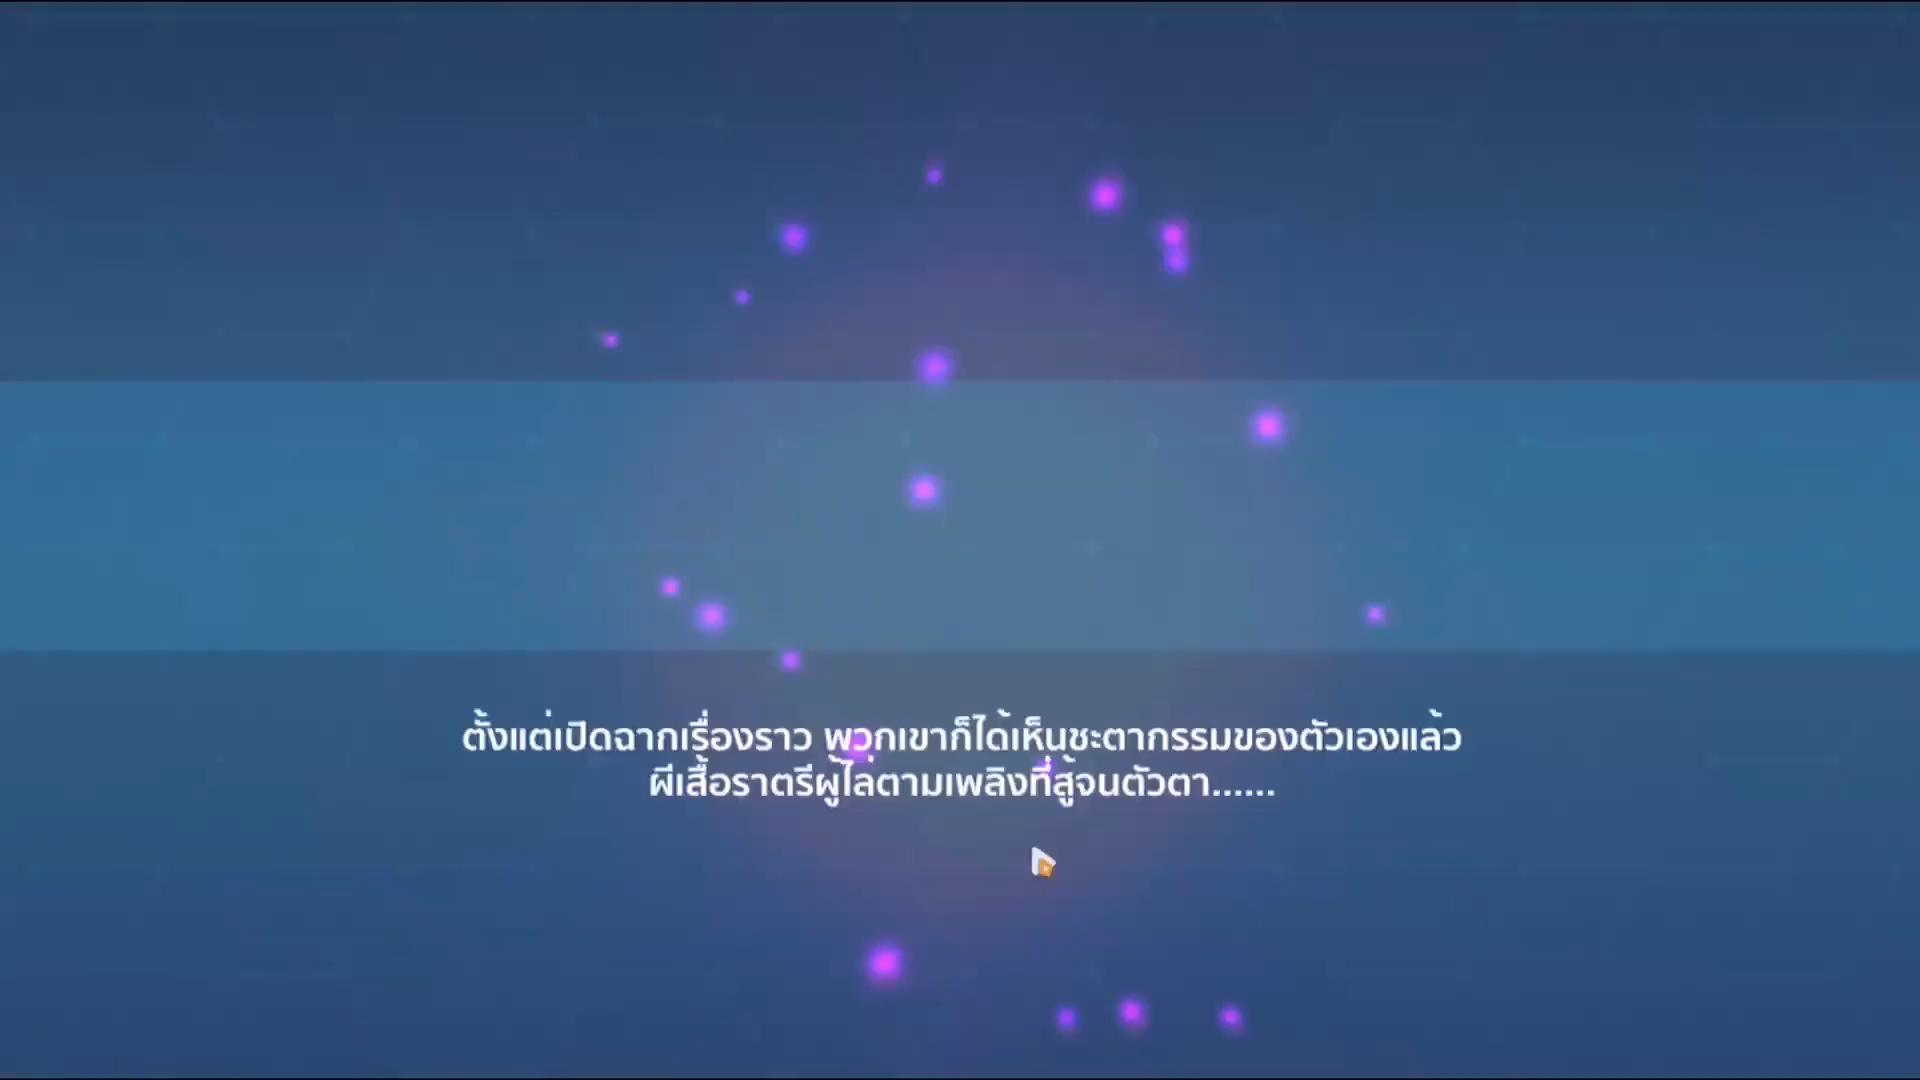 ตั้งแต่เปิดฉากเรื่องราว พวกเขาก็ได้เห็นชะตากรรมของตัวเองแล้ว
ผีเสื้อราตรีผู้ไล่ตามเพลิงที่สู้จนตัวตา......